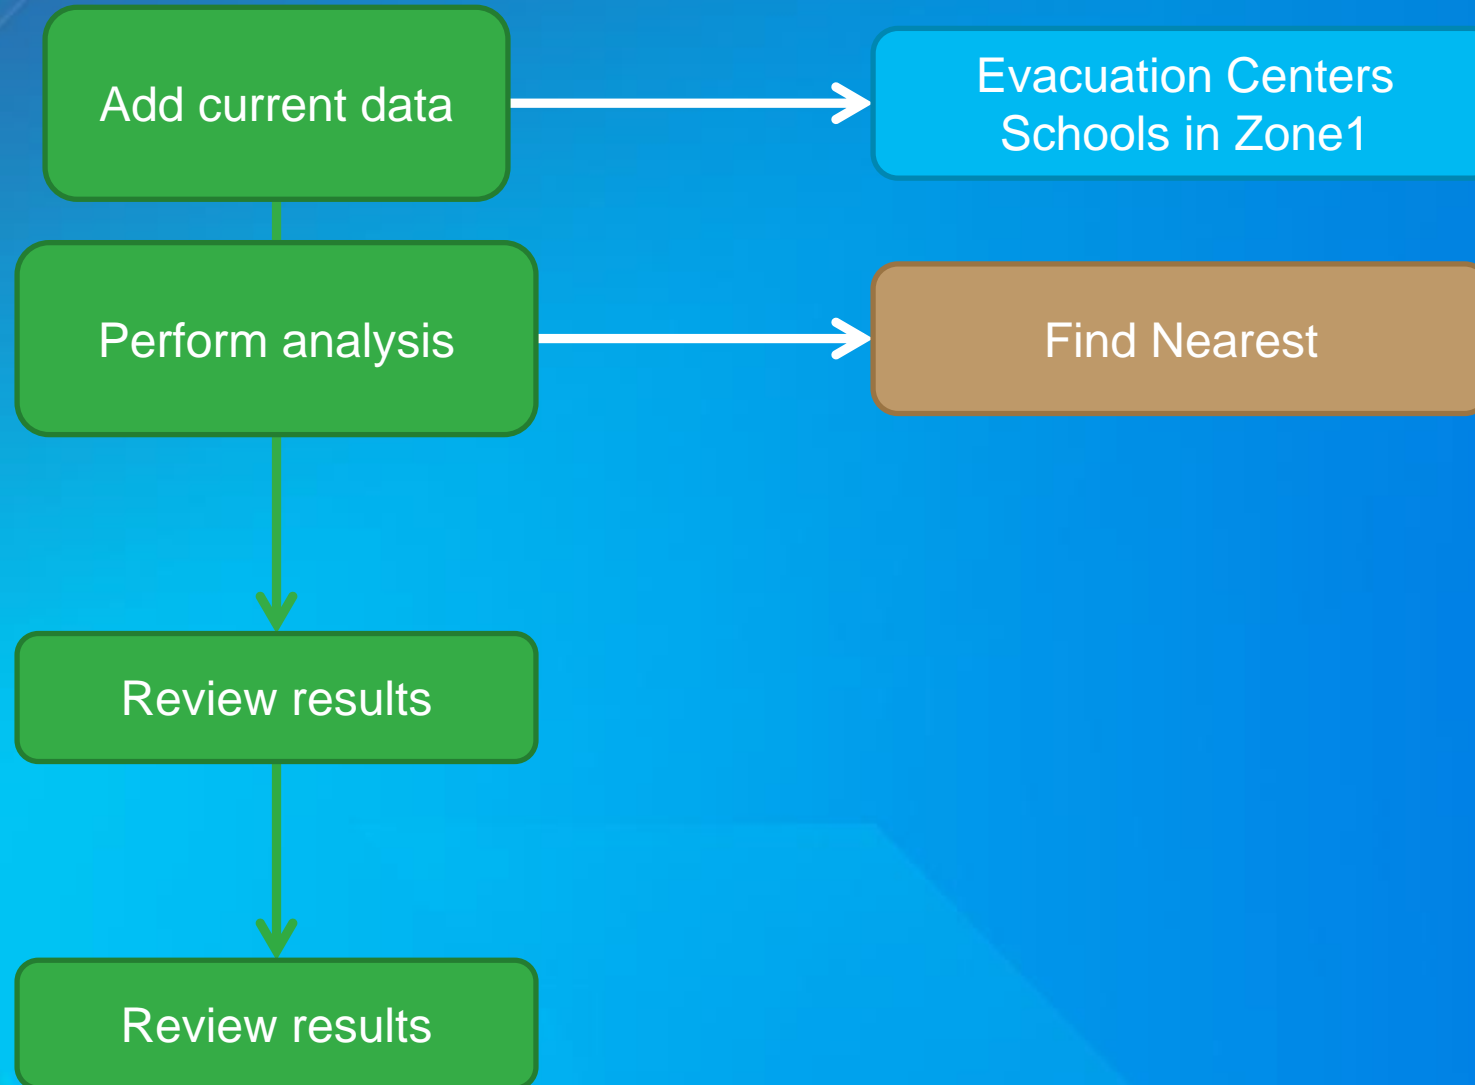 Add current data
Evacuation Centers
Schools in Zone1
Perform analysis
Find Nearest
Review results
Review results